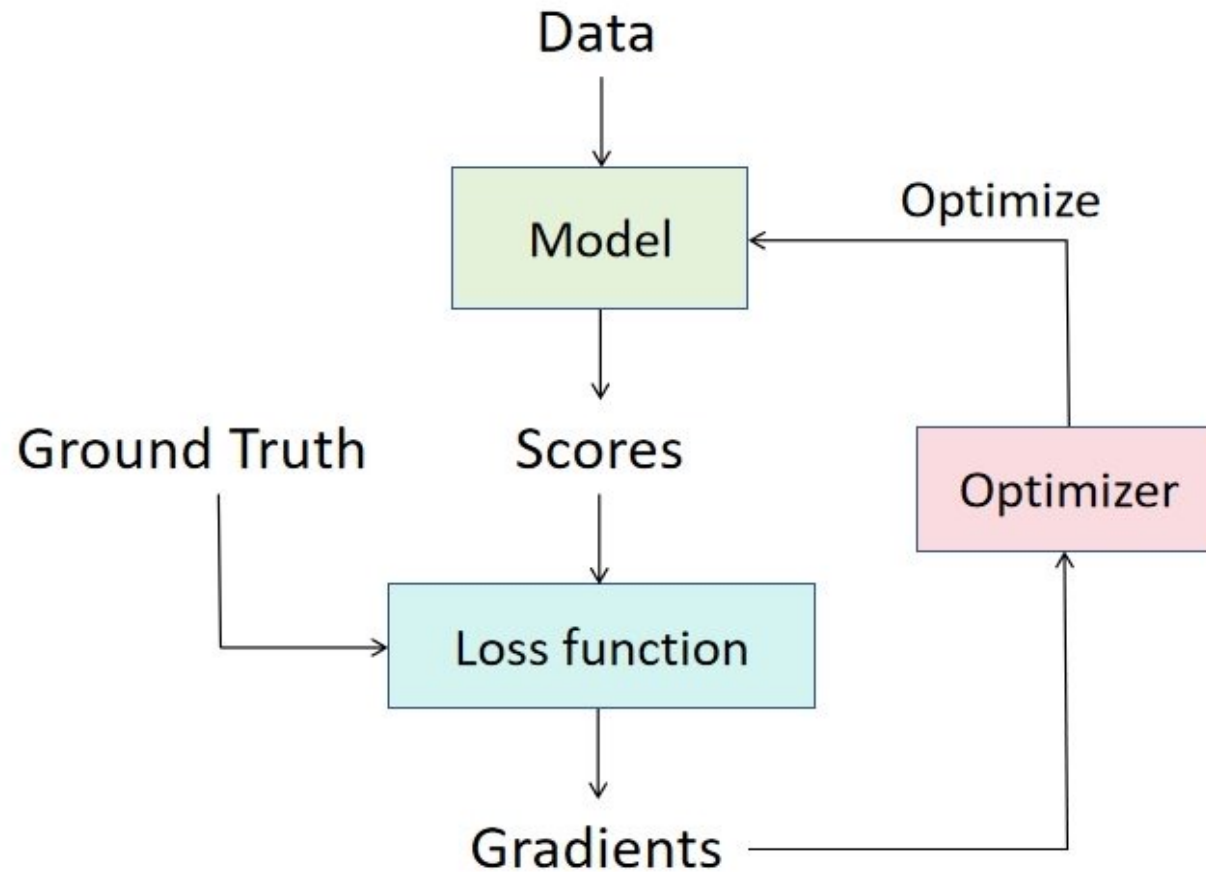 Data
Model
Optimize
Ground Truth
Scores
Optimizer
Loss function
Gradients